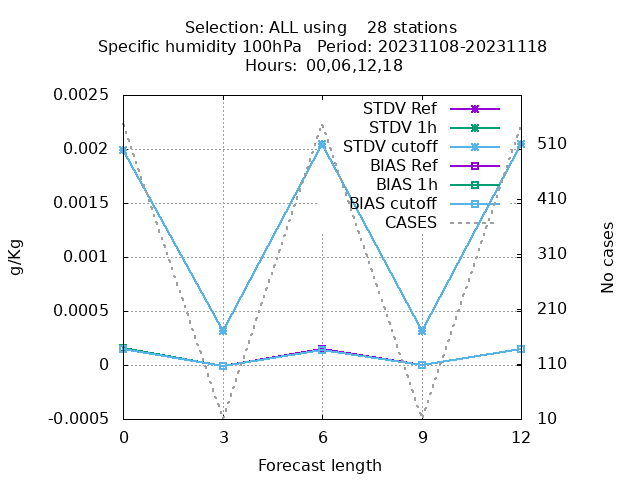 Selection: ALL using    28 stations
Specific humidity 100hPa   Period: 20231108-20231118
Hours:  00,06,12,18
0.0025
0.002
0.0015
0.001
0.0005
0
-0.0005
g/Kg
STDV Ref
STDV 1h
STDV cutoff
BIAS Ref
BIAS 1h
BIAS cutoff
CASES
510
410
310
210
110
10
No cases
0 3 6 9 12
Forecast length